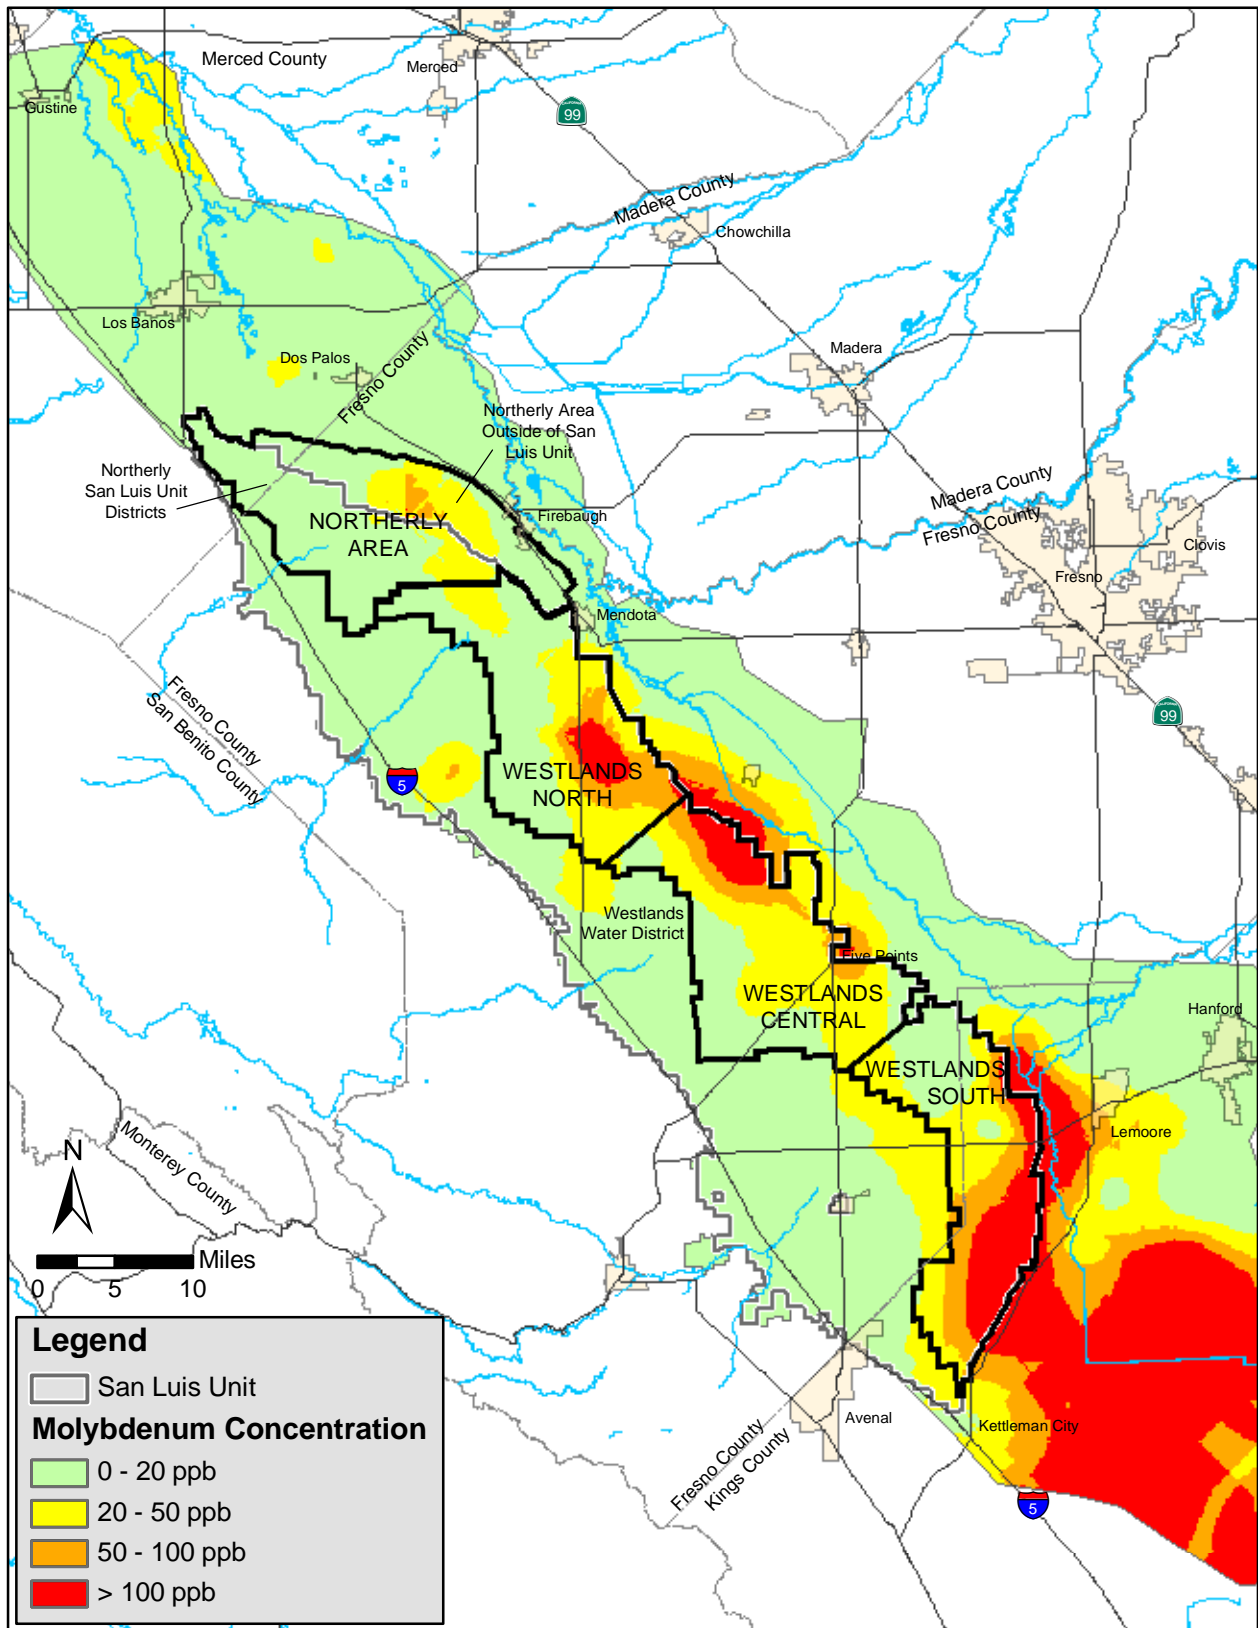 Merced County
Merced
Gustine
99
Madera County
Chowchilla
Los Banos
Madera
Dos Palos
Fresno County
Northerly Area
Outside of San
Luis Unit
Northerly
San Luis Unit
Districts
NORTHERLY
AREA
Firebaugh
Madera County
Fresno County
Clovis
Fresno
Mendota
Fresno County
San Benito County
99
5
WESTLANDS
NORTH
Westlands
Water District
Five Points
WESTLANDS
CENTRAL
Hanford
WESTLANDS
SOUTH
Lemoore
Monterey County
N
Miles
0 5 10
Legend
San Luis Unit
Molybdenum Concentration
0 - 20 ppb
20 - 50 ppb
50 - 100 ppb
> 100 ppb
Avenal
Kettleman City
Fresno County
Kings County
5